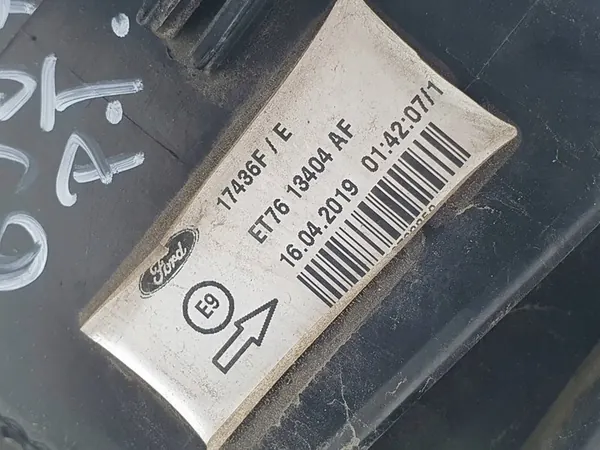 17436F / E
ET76 13404 AF
16.04.2019 01:42:07/1
Ford
E9